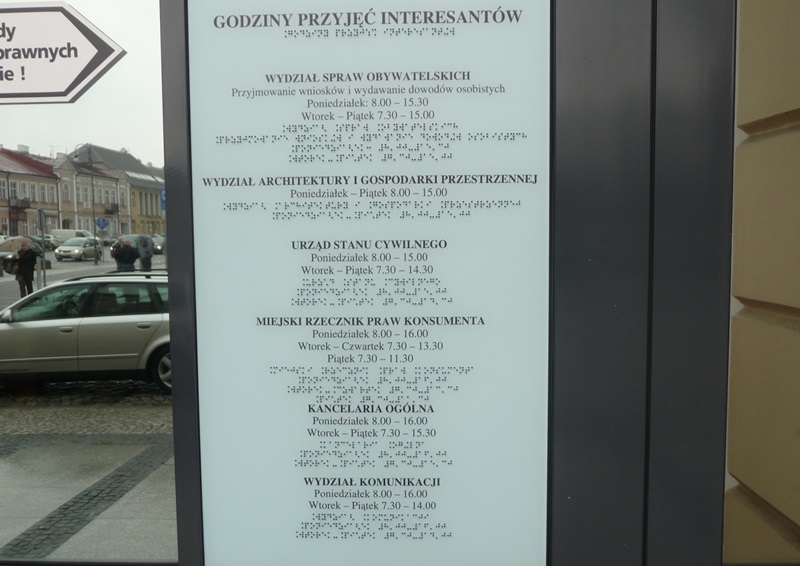 dy
prawnych
ie !
GODZINY PRZYJĘĆ INTERESANTÓW
WYDZIAŁ SPRAW OBYWATELSKICH
Przyjmowanie wniosków i wydawanie dowodów osobistych
Poniedziałek: 8.00 – 15.30
Wtorek – Piątek 7.30 – 15.00
WYDZIAŁ ARCHITEKTURY I GOSPODARKI PRZESTRZENNEJ
Poniedziałek – Piątek 8.00 – 15.00
URZĄD STANU CYWILNEGO
Poniedziałek 8.00 – 15.00
Wtorek – Piątek 7.30 – 14.30
MIEJSKI RZECZNIK PRAW KONSUMENTA
Poniedziałek 8.00 – 16.00
Wtorek – Czwartek 7.30 – 13.30
Piątek 7.30 – 11.30
KANCELARIA OGÓLNA
Poniedziałek 8.00 – 16.00
Wtorek – Piątek 7.30 – 15.30
WYDZIAŁ KOMUNIKACJI
Poniedziałek 8.00 – 16.00
Wtorek – Piątek 7.30 – 14.00